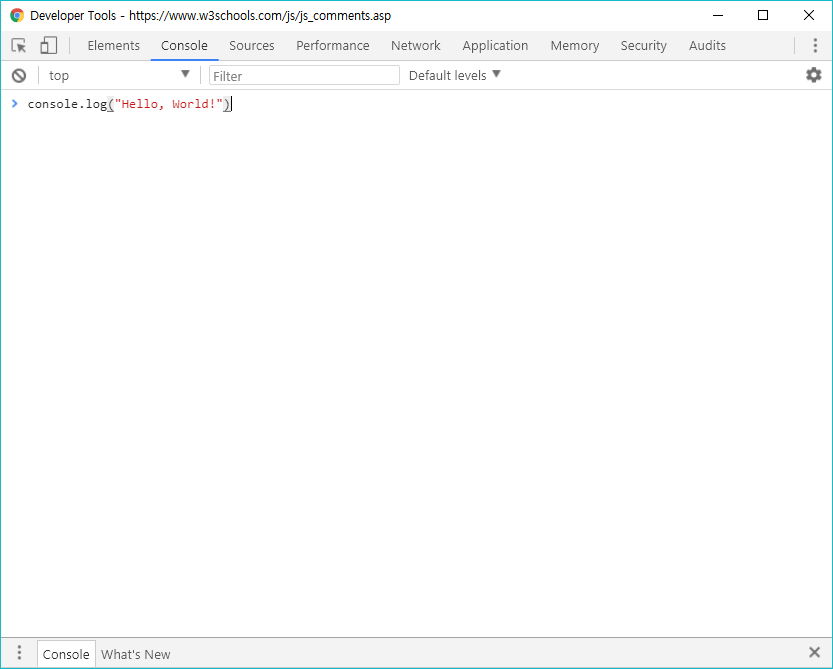 Developer Tools - https://www.w3schools.com/js/js_comments.asp
Elements Console Sources Performance Network Application Memory Security Audits
top Filter Default levels
console.log("Hello, World!")
Console What's New